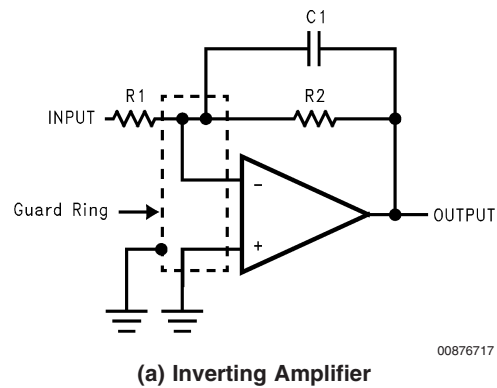 C1
R1
R2
INPUT
−
Guard Ring
OUTPUT
+
00876717
(a) Inverting Amplifier